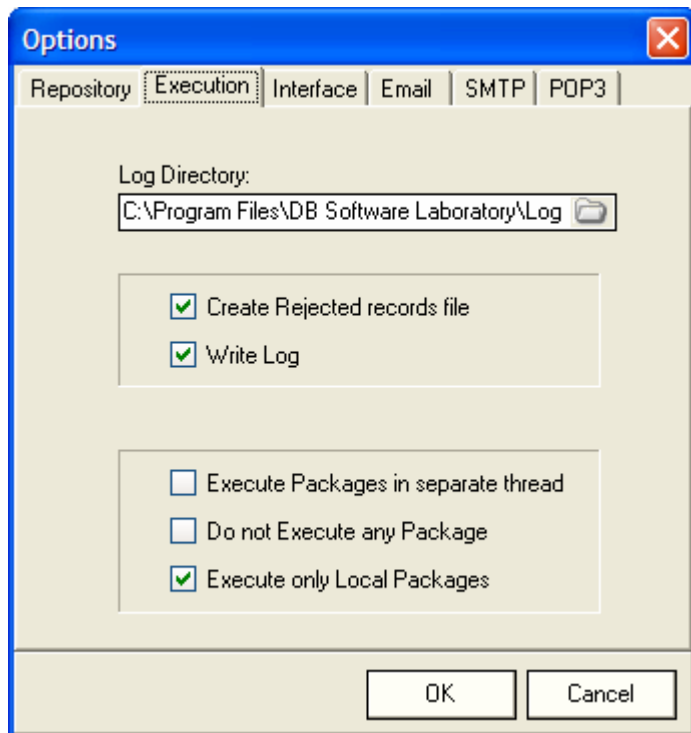 Options
Repository Execution Interface Email SMTP POP3
Log Directory:
C:\Program Files\DB Software Laboratory\Log
Create Rejected records file
Write Log
Execute Packages in separate thread
Do not Execute any Package
Execute only Local Packages
OK Cancel